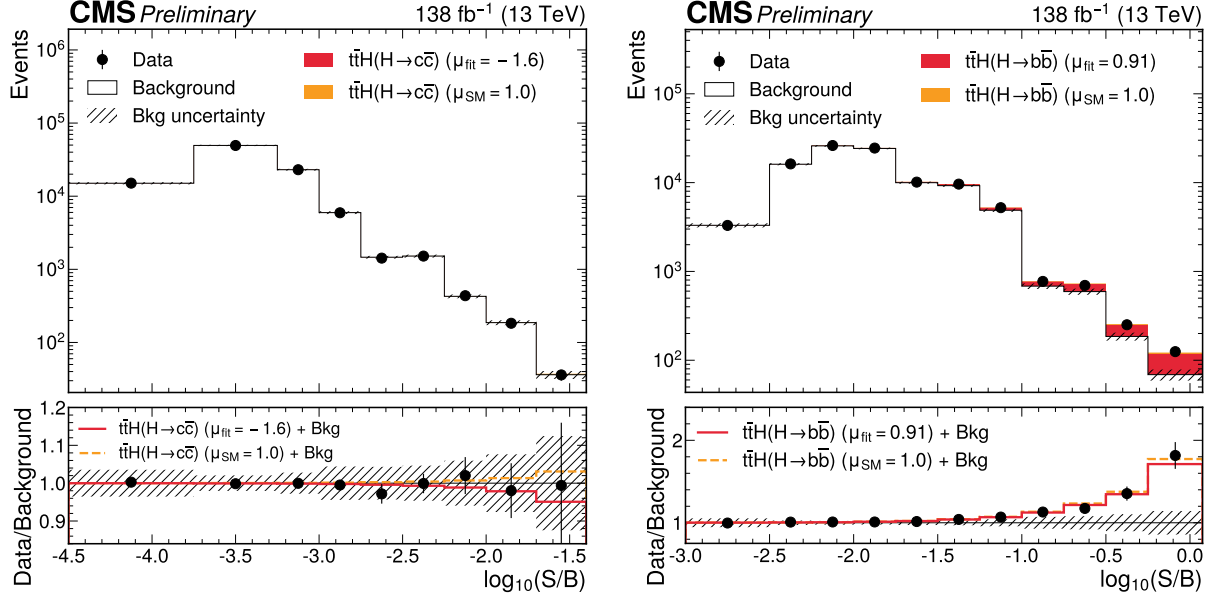 CMS Preliminary 138 fb⁻¹ (13 TeV)
Events
10⁶
10⁵
10⁴
10³
10²
Data
Background
Bkg uncertainty
tt̄H(H→cc̄) (μfit = − 1.6)
tt̄H(H→cc̄) (μSM = 1.0)
Data/Background
1.2
1.1
1.0
0.9
tt̄H(H→cc̄) (μfit = − 1.6) + Bkg
tt̄H(H→cc̄) (μSM = 1.0) + Bkg
-4.5 -4.0 -3.5 -3.0 -2.5 -2.0 -1.5
log₁₀(S/B)
CMS Preliminary 138 fb⁻¹ (13 TeV)
Events
10⁵
10⁴
10³
10²
Data
Background
Bkg uncertainty
tt̄H(H→bb̄) (μfit = 0.91)
tt̄H(H→bb̄) (μSM = 1.0)
Data/Background
2
1
tt̄H(H→bb̄) (μfit = 0.91) + Bkg
tt̄H(H→bb̄) (μSM = 1.0) + Bkg
-3.0 -2.5 -2.0 -1.5 -1.0 -0.5 0.0
log₁₀(S/B)